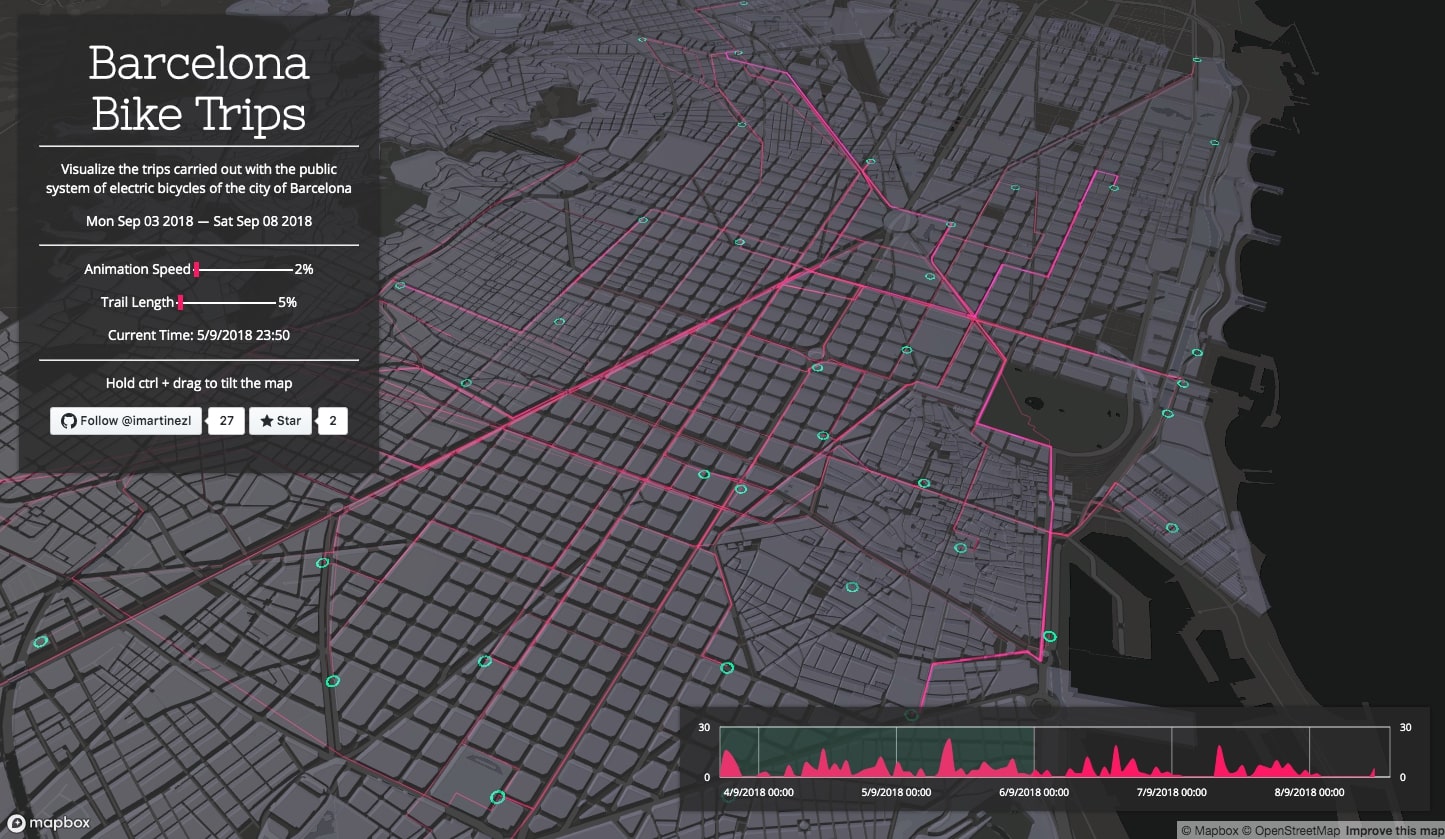 Barcelona
Bike Trips
Visualize the trips carried out with the public
system of electric bicycles of the city of Barcelona
Mon Sep 03 2018 — Sat Sep 08 2018
Animation Speed 2%
Trail Length 5%
Current Time: 5/9/2018 23:50
Hold ctrl + drag to tilt the map
Follow @imartinezl 27 Star 2
30 30
0 0
4/9/2018 00:00 5/9/2018 00:00 6/9/2018 00:00 7/9/2018 00:00 8/9/2018 00:00
mapbox
© Mapbox © OpenStreetMap Improve this map